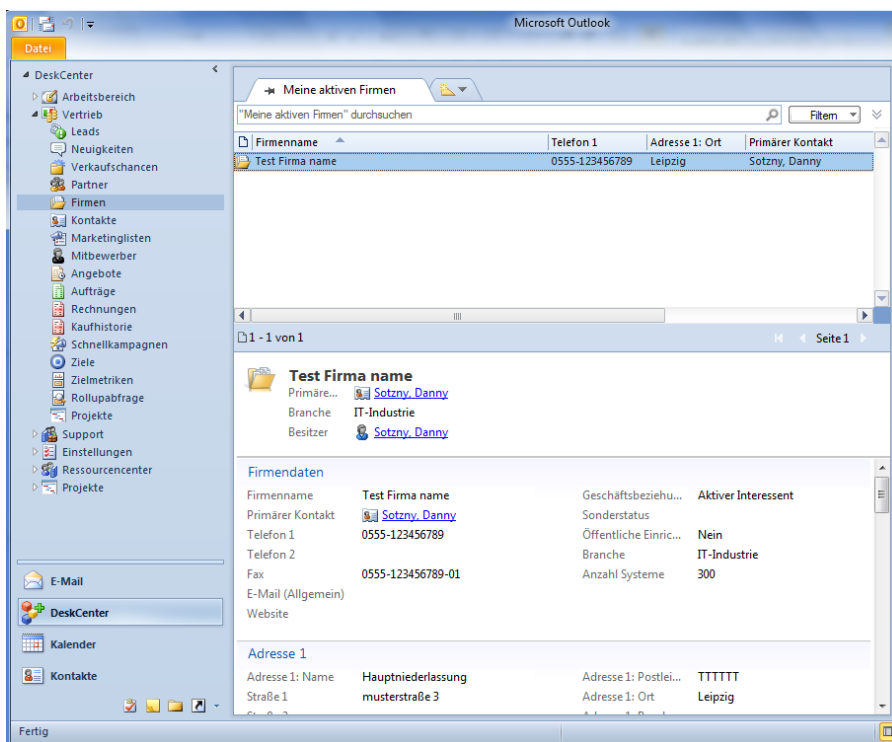 Microsoft Outlook
Datei
DeskCenter
Arbeitsbereich
Vertrieb
Leads
Neuigkeiten
Verkaufschancen
Partner
Firmen
Kontakte
Marketinglisten
Mitbewerber
Angebote
Aufträge
Rechnungen
Kaufhistorie
Schnellkampagnen
Ziele
Zielmetriken
Rollupabfrage
Projekte
Support
Einstellungen
Ressourcencenter
Projekte
E-Mail
DeskCenter
Kalender
Kontakte
Fertig
Meine aktiven Firmen
"Meine aktiven Firmen" durchsuchen Filtern
Firmenname Telefon 1 Adresse 1: Ort Primärer Kontakt
Test Firma name 0555-123456789 Leipzig Sotzny, Danny
1 - 1 von 1 Seite 1
Test Firma name
Primäre... Sotzny, Danny
Branche IT-Industrie
Besitzer Sotzny, Danny
Firmendaten
Firmenname Test Firma name Geschäftsbeziehu... Aktiver Interessent
Primärer Kontakt Sotzny, Danny Sonderstatus
Telefon 1 0555-123456789 Öffentliche Einric... Nein
Telefon 2 Branche IT-Industrie
Fax 0555-123456789-01 Anzahl Systeme 300
E-Mail (Allgemein)
Website
Adresse 1
Adresse 1: Name Hauptniederlassung Adresse 1: Postlei... TTTTTT
Straße 1 musterstraße 3 Adresse 1: Ort Leipzig